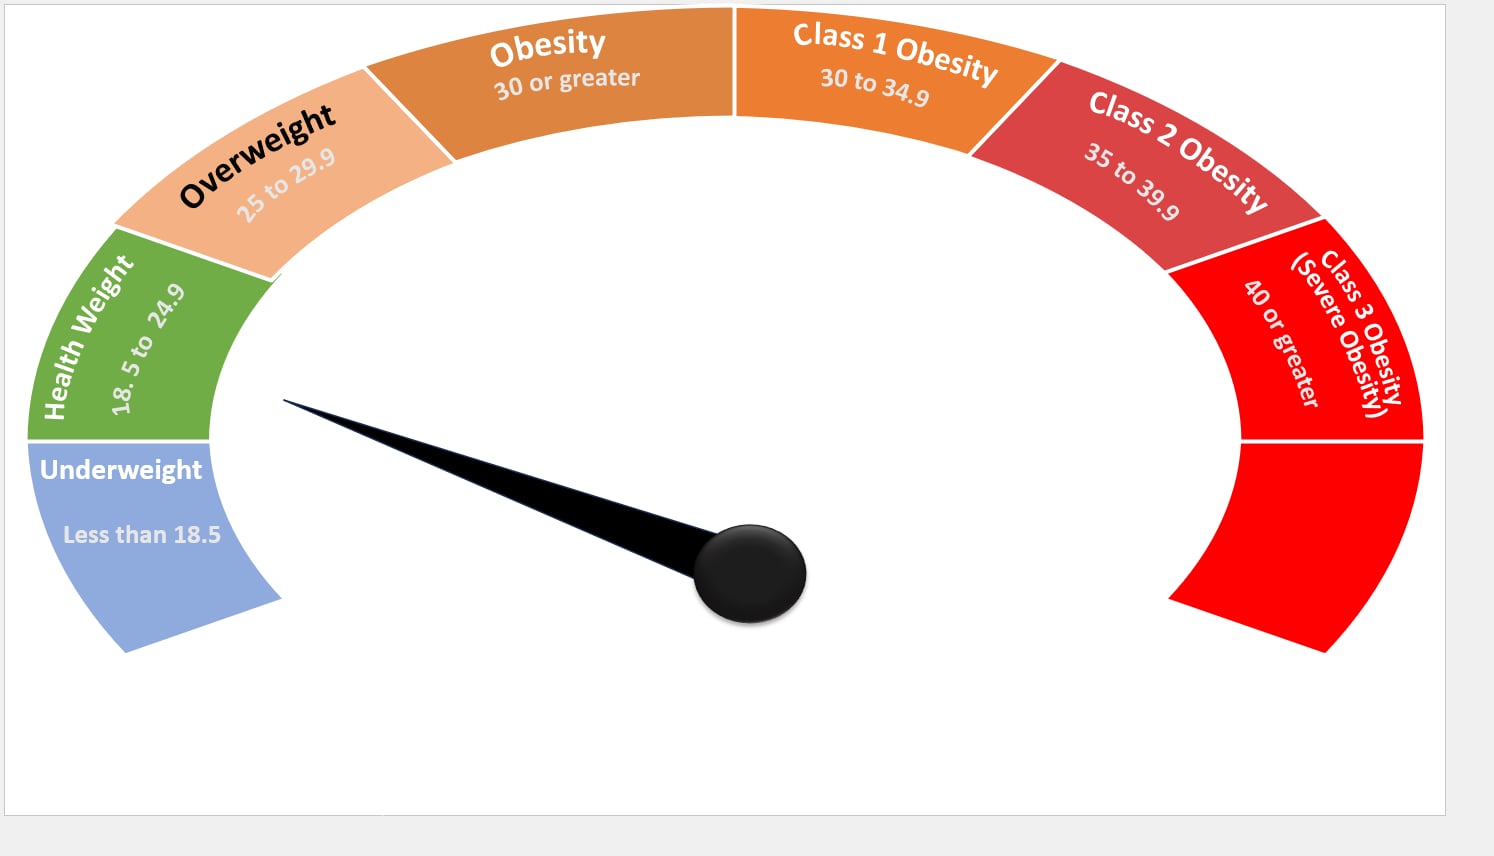 Underweight
Less than 18.5
Health Weight
18. 5 to 24.9
Overweight
25 to 29.9
Obesity
30 or greater
Class 1 Obesity
30 to 34.9
Class 2 Obesity
35 to 39.9
Class 3 Obesity
(Severe Obesity)
40 or greater